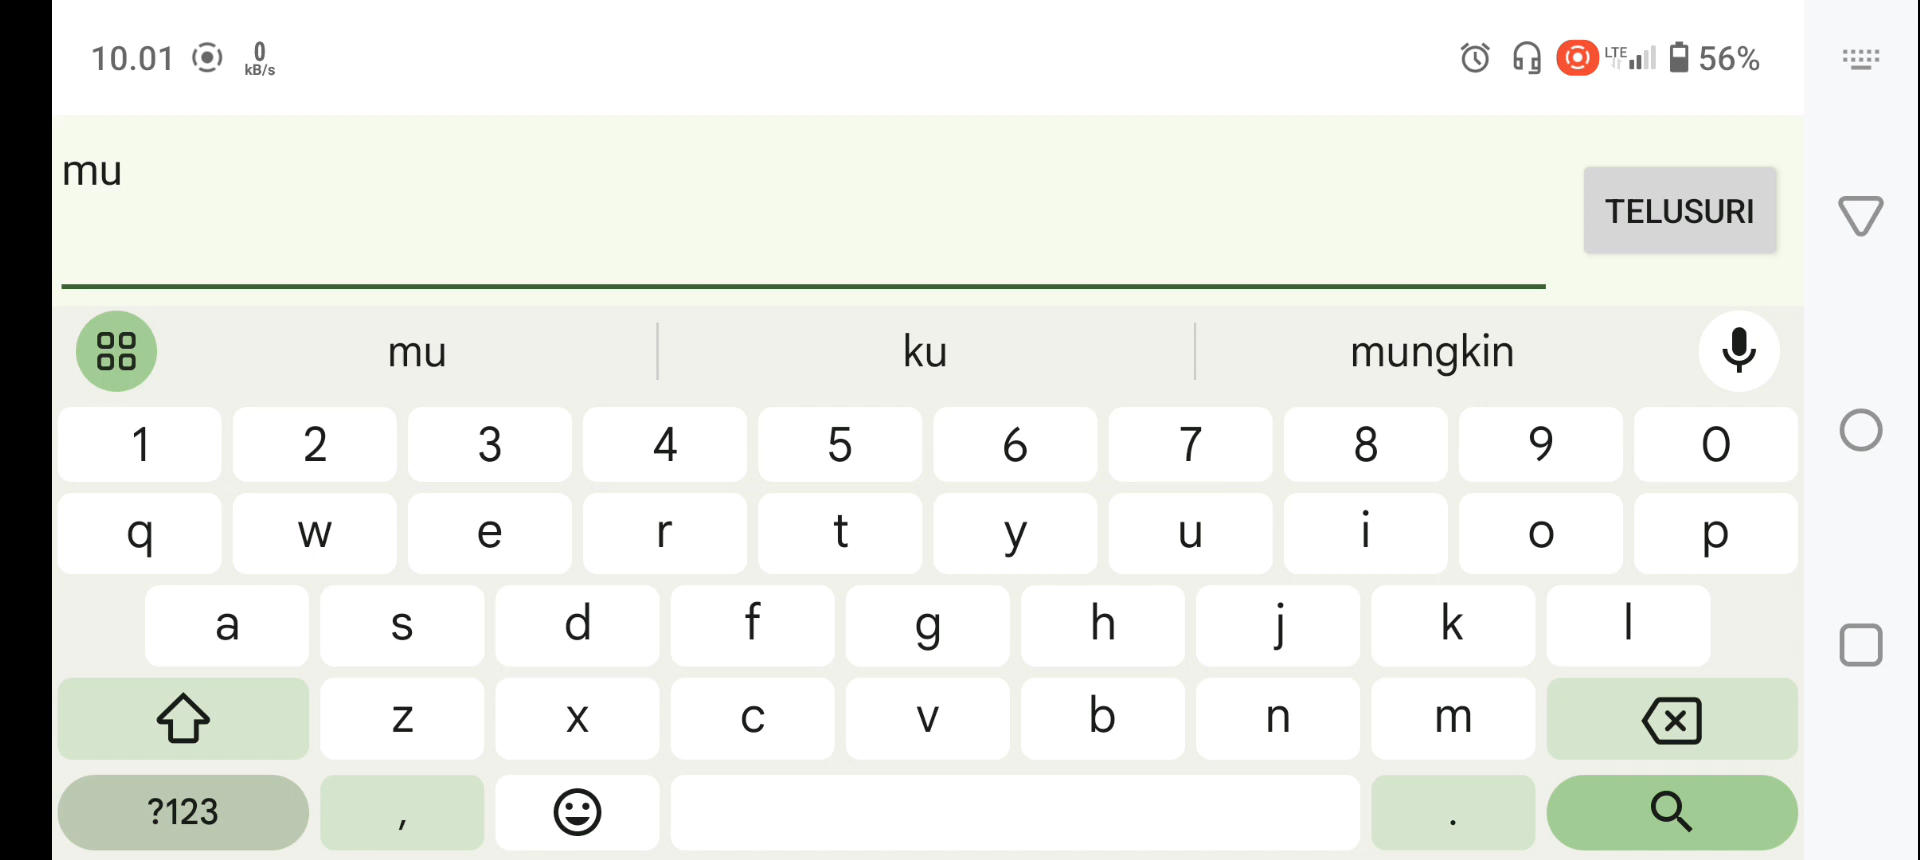 10.01 0 kB/s LTE 56%
mu
TELUSURI
mu ku mungkin
1 2 3 4 5 6 7 8 9 0
q w e r t y u i o p
a s d f g h j k l
z x c v b n m
?123 , .